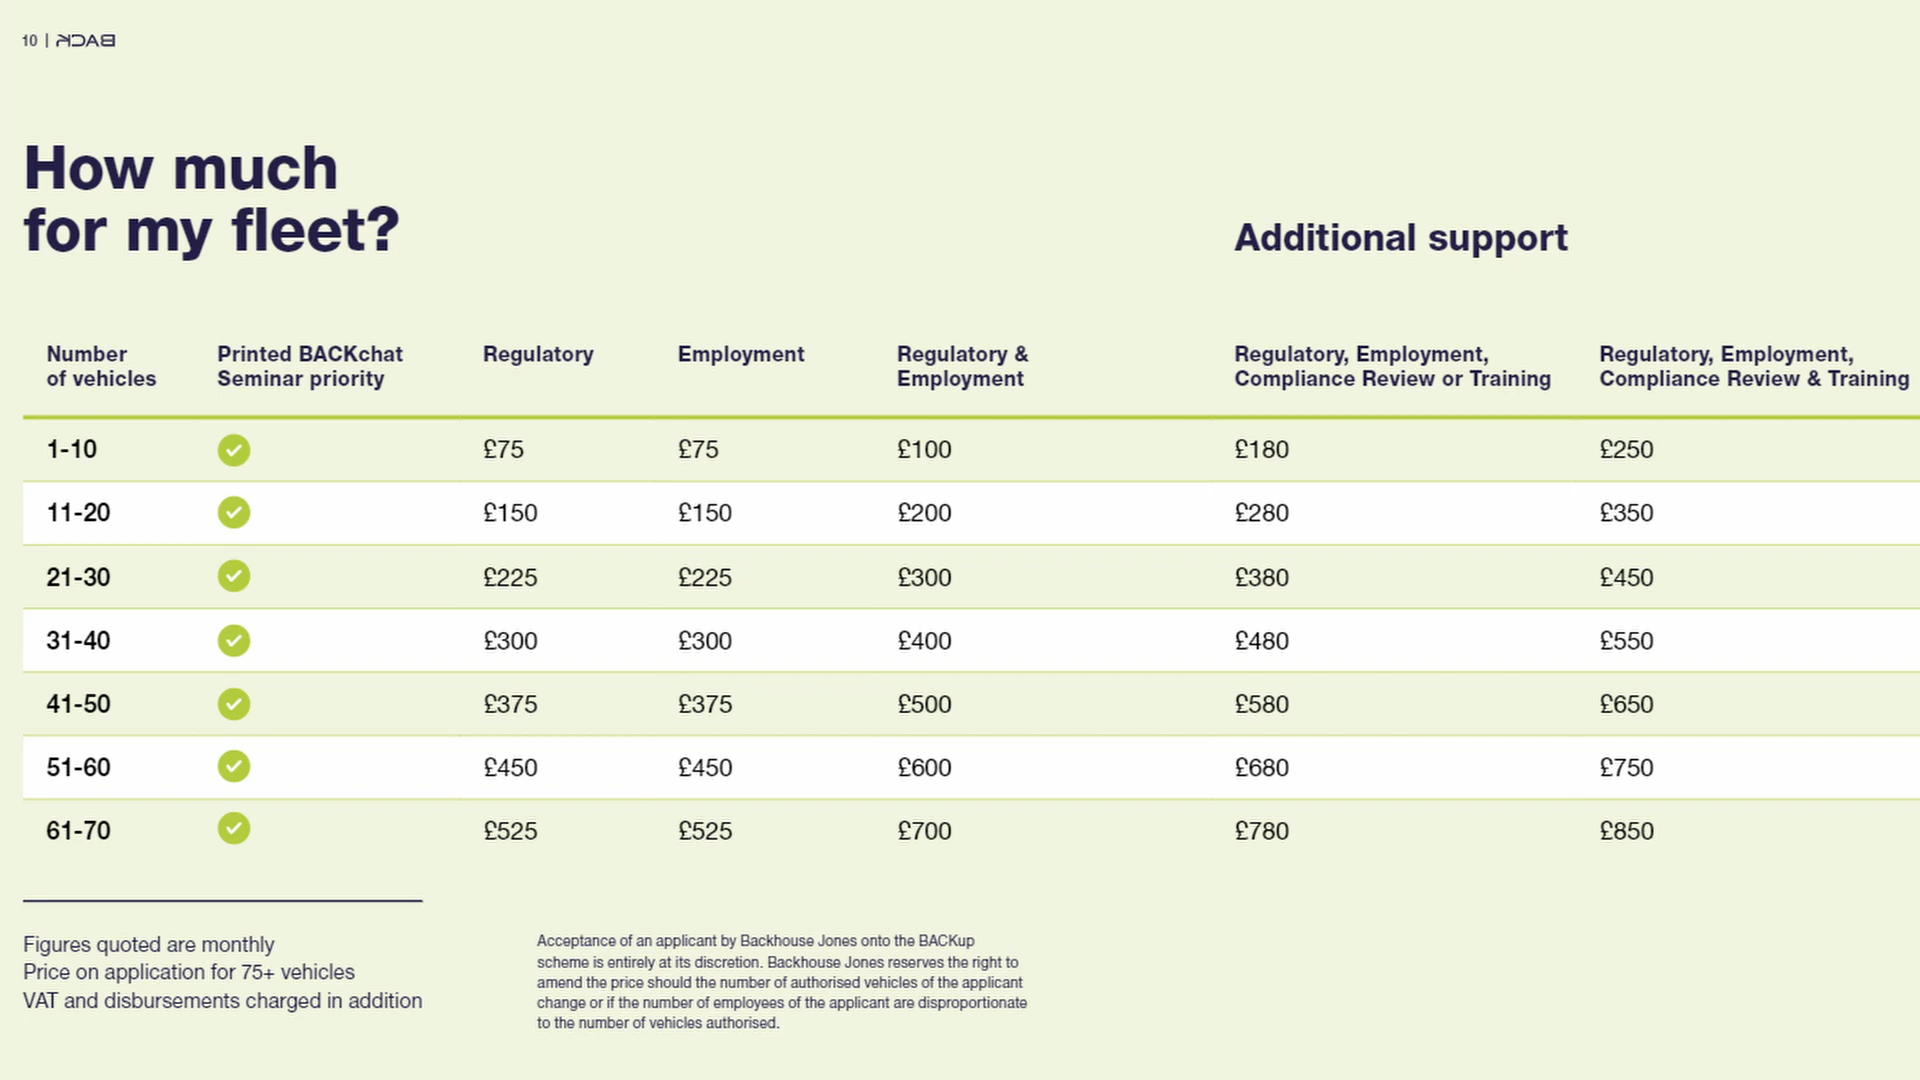 10 | BACK
How much
for my fleet?
Additional support
Number
of vehicles
Printed BACKchat
Seminar priority
Regulatory
Employment
Regulatory &
Employment
Regulatory, Employment,
Compliance Review or Training
Regulatory, Employment,
Compliance Review & Training
1-10 £75 £75 £100 £180 £250
11-20 £150 £150 £200 £280 £350
21-30 £225 £225 £300 £380 £450
31-40 £300 £300 £400 £480 £550
41-50 £375 £375 £500 £580 £650
51-60 £450 £450 £600 £680 £750
61-70 £525 £525 £700 £780 £850
Figures quoted are monthly
Price on application for 75+ vehicles
VAT and disbursements charged in addition
Acceptance of an applicant by Backhouse Jones onto the BACKup
scheme is entirely at its discretion. Backhouse Jones reserves the right to
amend the price should the number of authorised vehicles of the applicant
change or if the number of employees of the applicant are disproportionate
to the number of vehicles authorised.